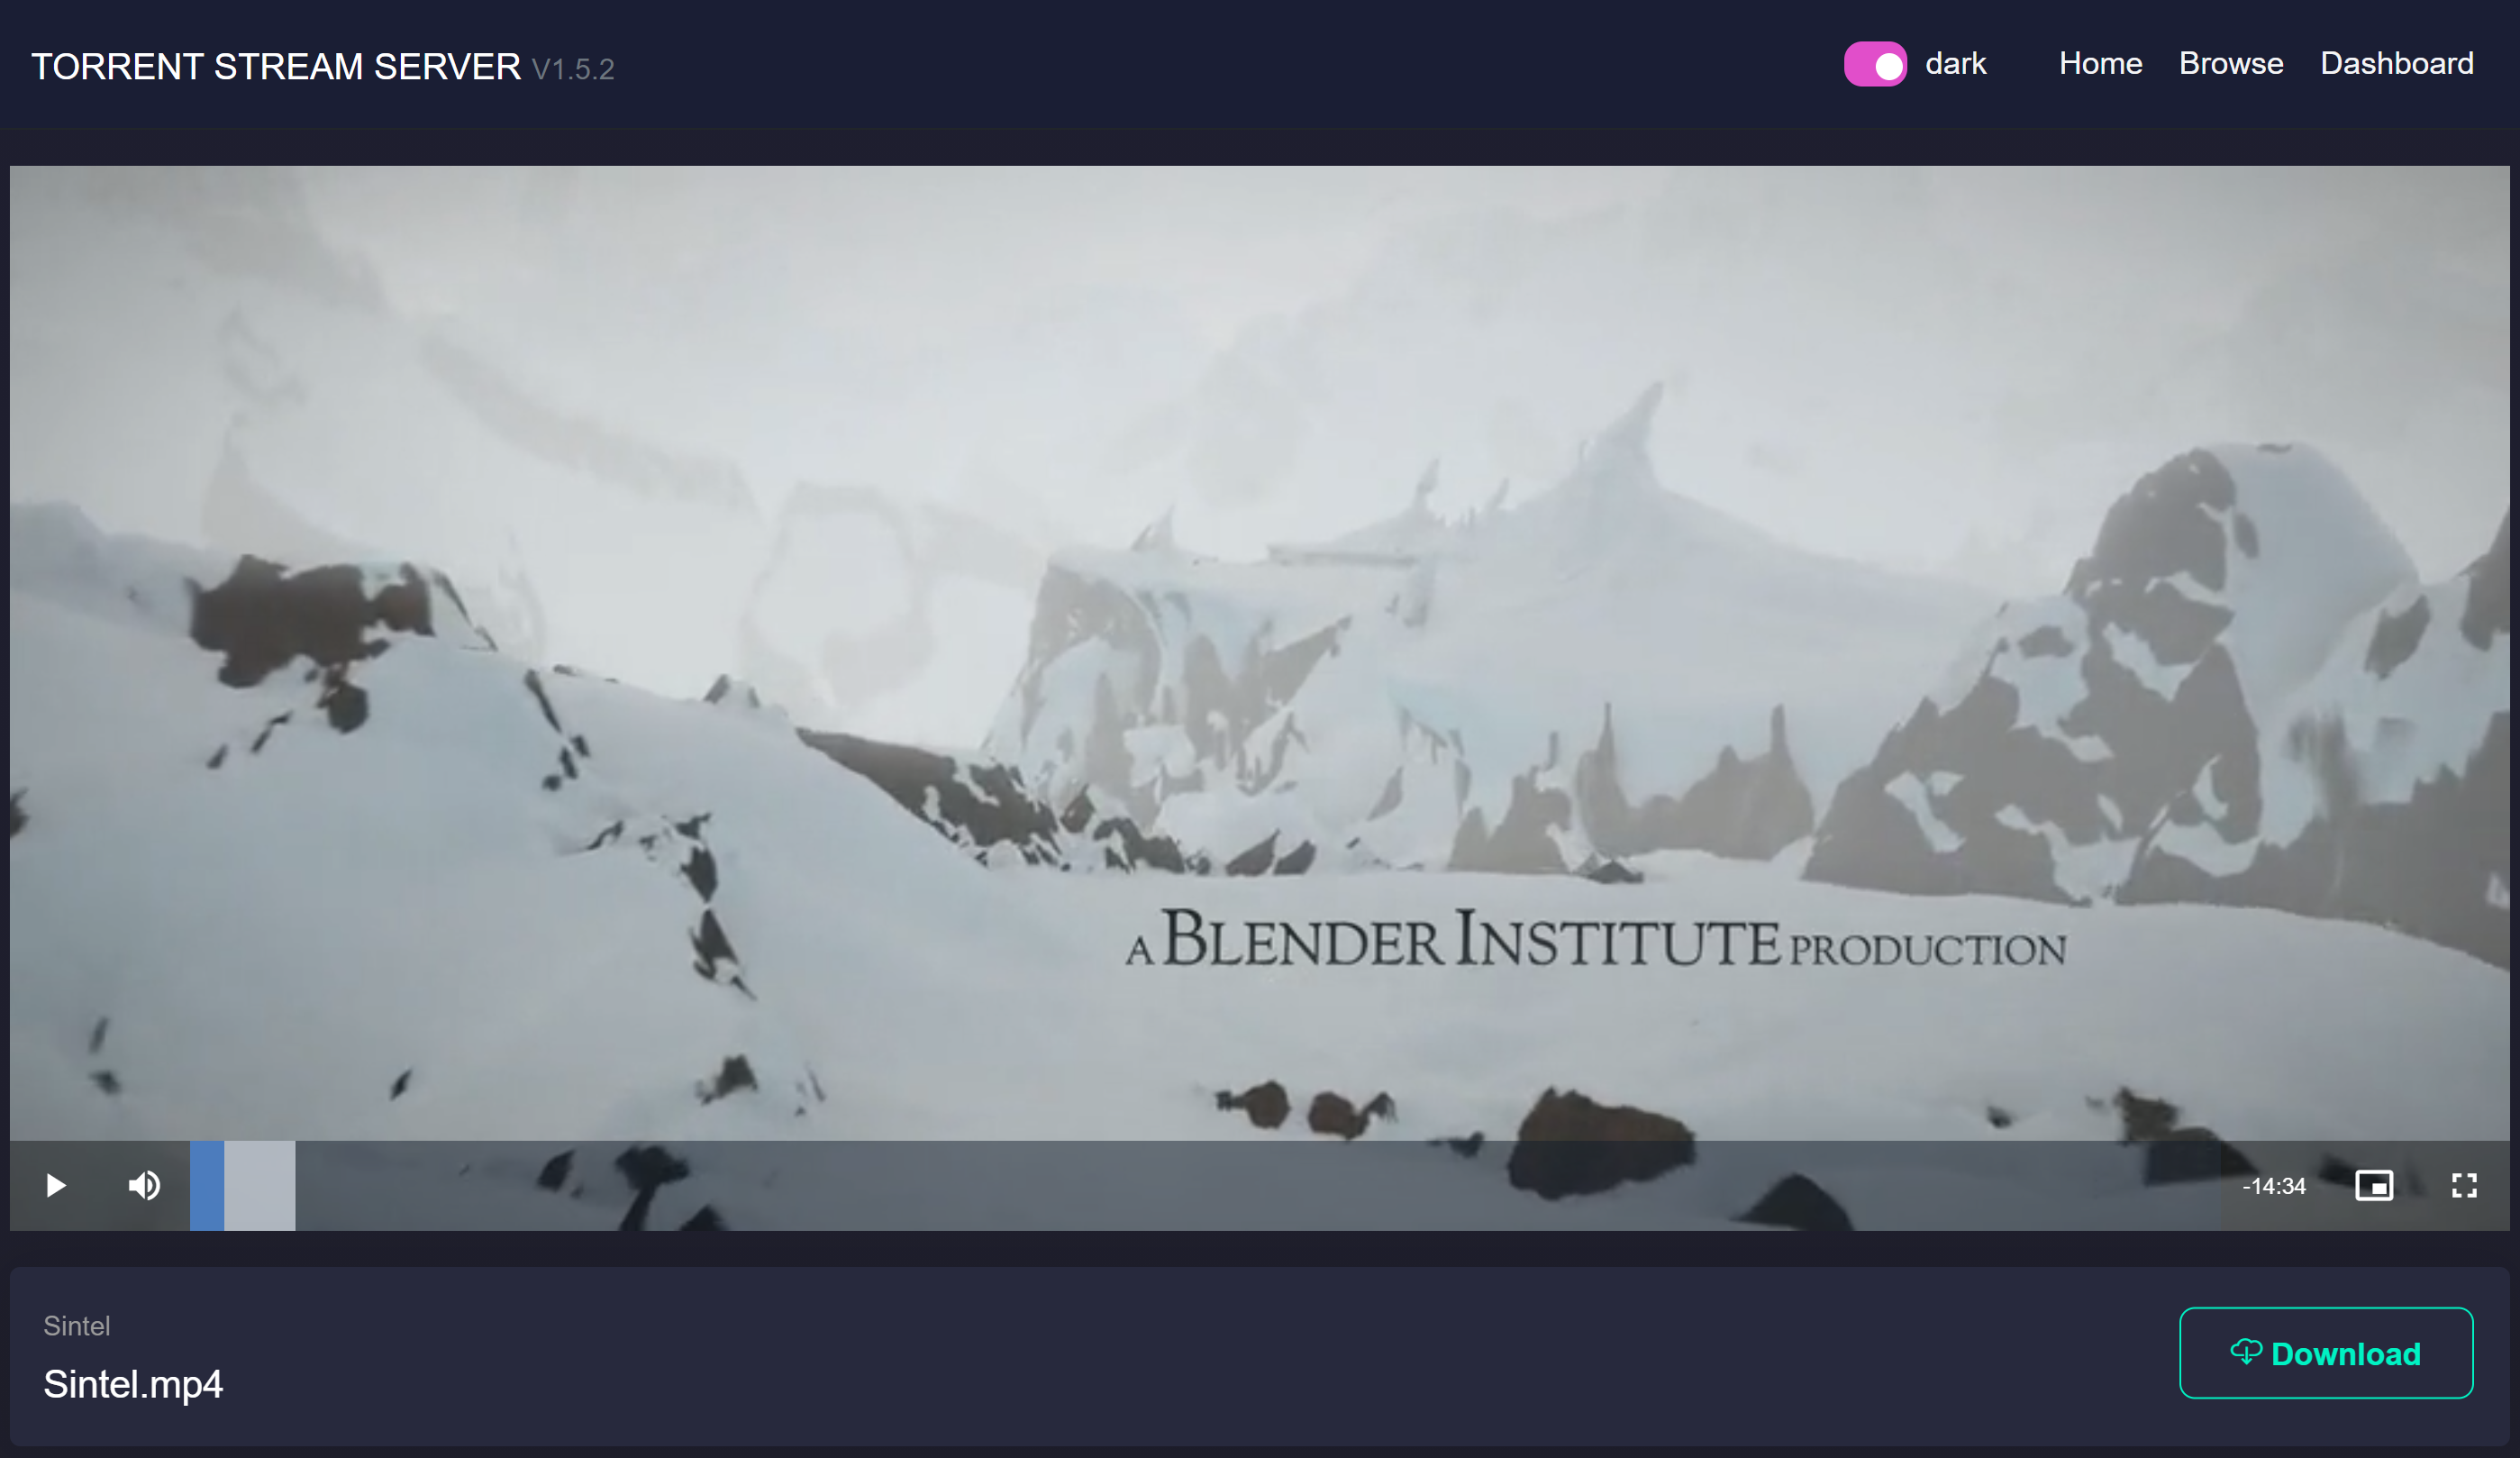 TORRENT STREAM SERVER V1.5.2
dark Home Browse Dashboard
A BLENDER INSTITUTE PRODUCTION
-14:34
Sintel
Sintel.mp4
Download